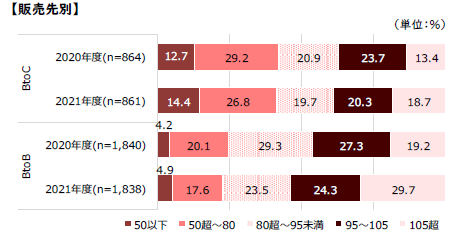 【販売先別】
(単位：%)
BtoC
2020年度(n=864) 12.7 29.2 20.9 23.7 13.4
2021年度(n=861) 14.4 26.8 19.7 20.3 18.7
BtoB
2020年度(n=1,840) 4.2 20.1 29.3 27.3 19.2
2021年度(n=1,838) 4.9 17.6 23.5 24.3 29.7
50以下 50超～80 80超～95未満 95～105 105超